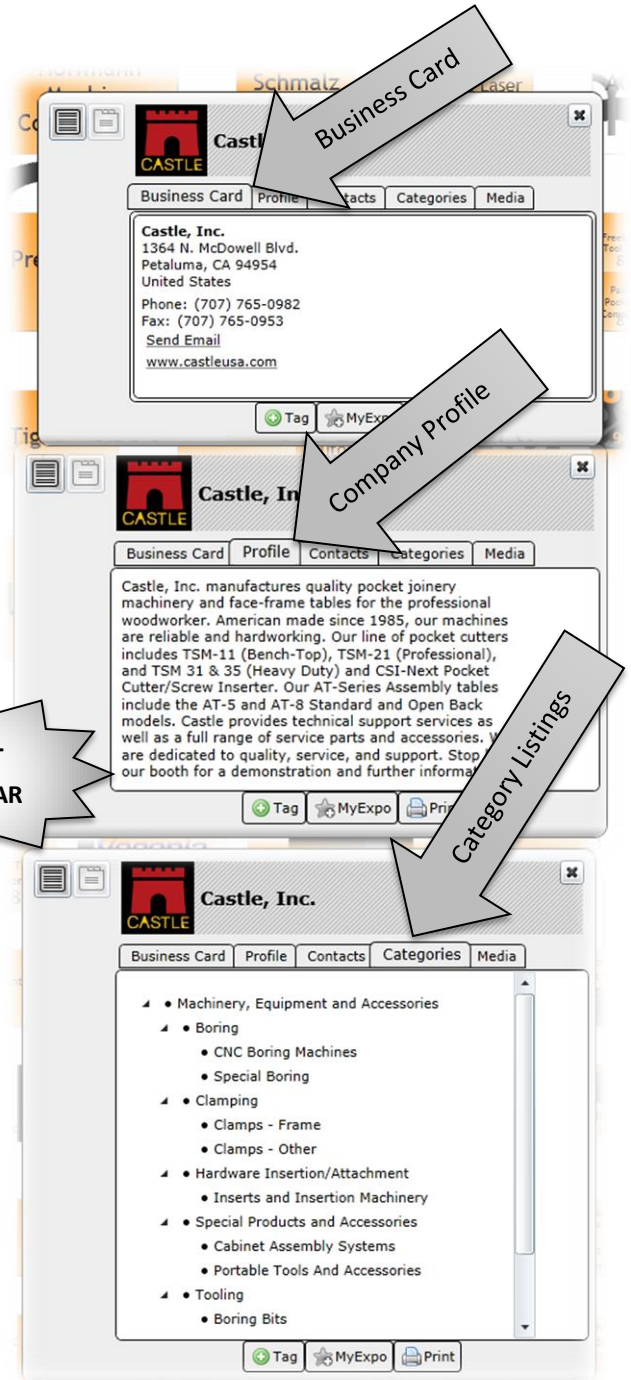 Schmalz
Laser
Business Card
CASTLE
Business Card Profile Categories Media
Castle, Inc.
1364 N. McDowell Blvd.
Petaluma, CA 94954
United States
Phone: (707) 765-0982
Fax: (707) 765-0953
Send Email
www.castleusa.com
Tag
Company Profile
CASTLE
Castle,
Business Card Profile Contacts Categories Media
Castle, Inc. manufactures quality pocket joinery
machinery and face-frame tables for the professional
woodworker. American made since 1985, our machines
are reliable and hardworking. Our line of pocket cutters
includes TSM-11 (Bench-Top), TSM-21 (Professional),
and TSM 31 & 35 (Heavy Duty) and CSI-Next Pocket
Cutter/Screw Inserter. Our AT-Series Assembly tables
include the AT-5 and AT-8 Standard and Open Back
models. Castle provides technical support services as
well as a full range of service parts and accessories.
are dedicated to quality, service, and support. Stop
our booth for a demonstration and further
Tag MyExpo
Category Listings
CASTLE
Castle, Inc.
Business Card Profile Contacts Categories Media
• Machinery, Equipment and Accessories
• Boring
• CNC Boring Machines
• Special Boring
• Clamping
• Clamps - Frame
• Clamps - Other
• Hardware Insertion/Attachment
• Inserts and Insertion Machinery
• Special Products and Accessories
• Cabinet Assembly Systems
• Portable Tools And Accessories
• Tooling
• Boring Bits
Tag MyExpo Print